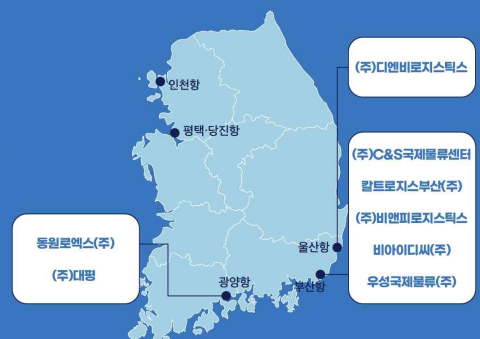 인천항
평택·당진항
(주)디엔비로지스틱스
(주)C&S국제물류센터
칼트로지스부산(주)
(주)비앤피로지스틱스
비아이디씨(주)
우성국제물류(주)
동원로엑스(주)
(주)대평
울산항
광양항
부산항